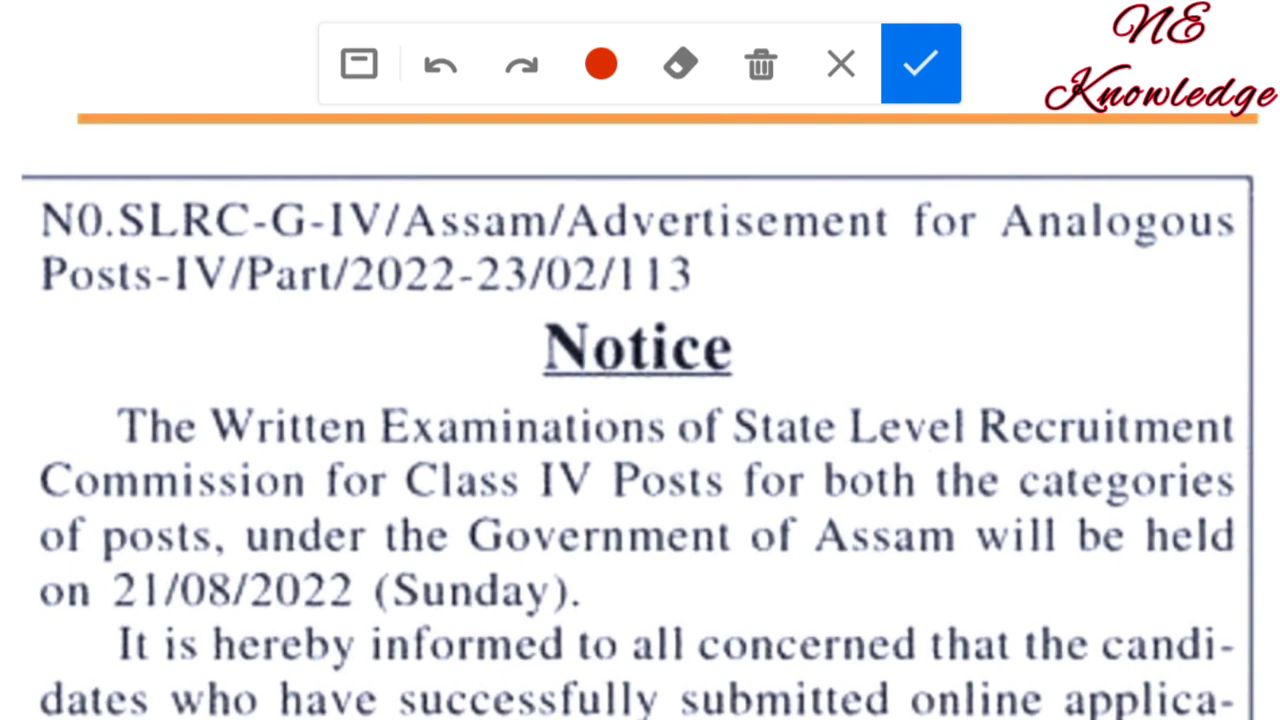 NE
Knowledge
N0.SLRC-G-IV/Assam/Advertisement for Analogous
Posts-IV/Part/2022-23/02/113
Notice
The Written Examinations of State Level Recruitment
Commission for Class IV Posts for both the categories
of posts, under the Government of Assam will be held
on 21/08/2022 (Sunday).
It is hereby informed to all concerned that the candi-
dates who have successfully submitted online applica-